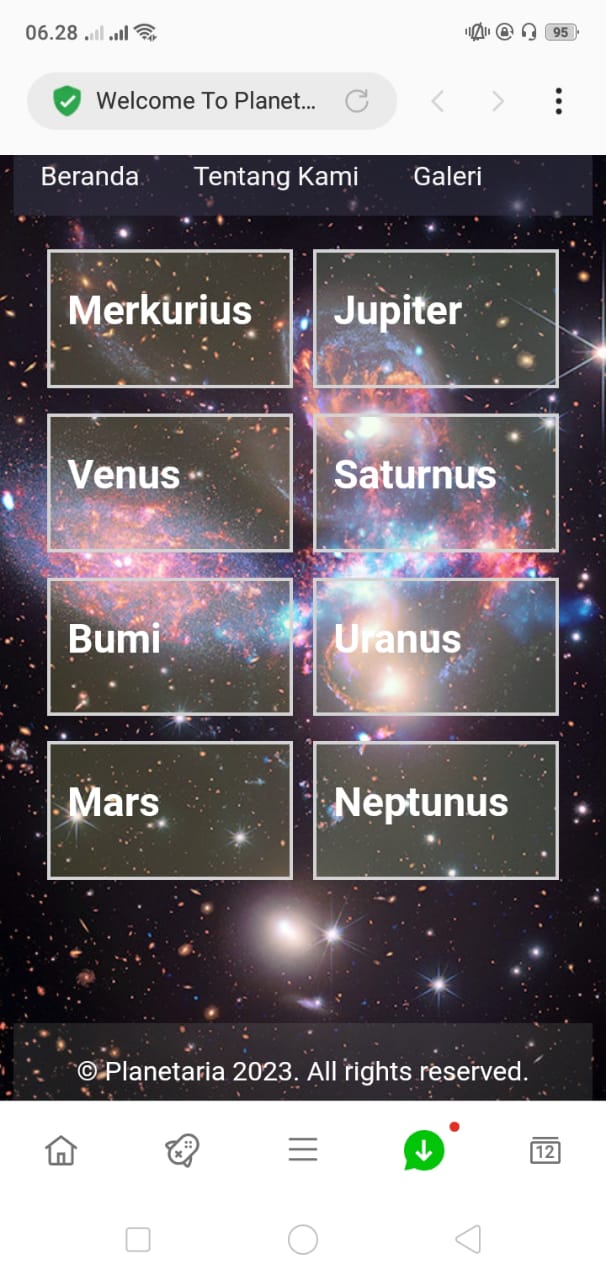 06.28
95
Welcome To Planet...
Beranda Tentang Kami Galeri
Merkurius Jupiter
Venus Saturnus
Bumi Uranus
Mars Neptunus
© Planetaria 2023. All rights reserved.
12